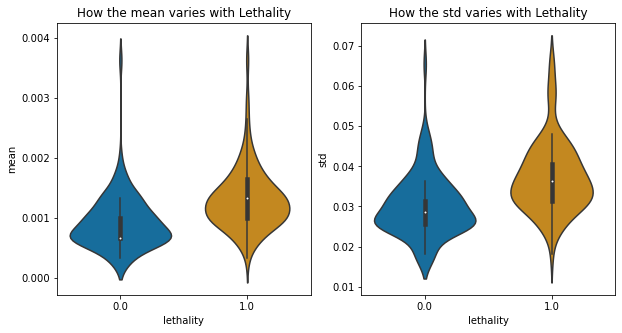 How the mean varies with Lethality
mean
0.004
0.003
0.002
0.001
0.000
0.0
1.0
lethality
How the std varies with Lethality
std
0.07
0.06
0.05
0.04
0.03
0.02
0.01
0.0
1.0
lethality